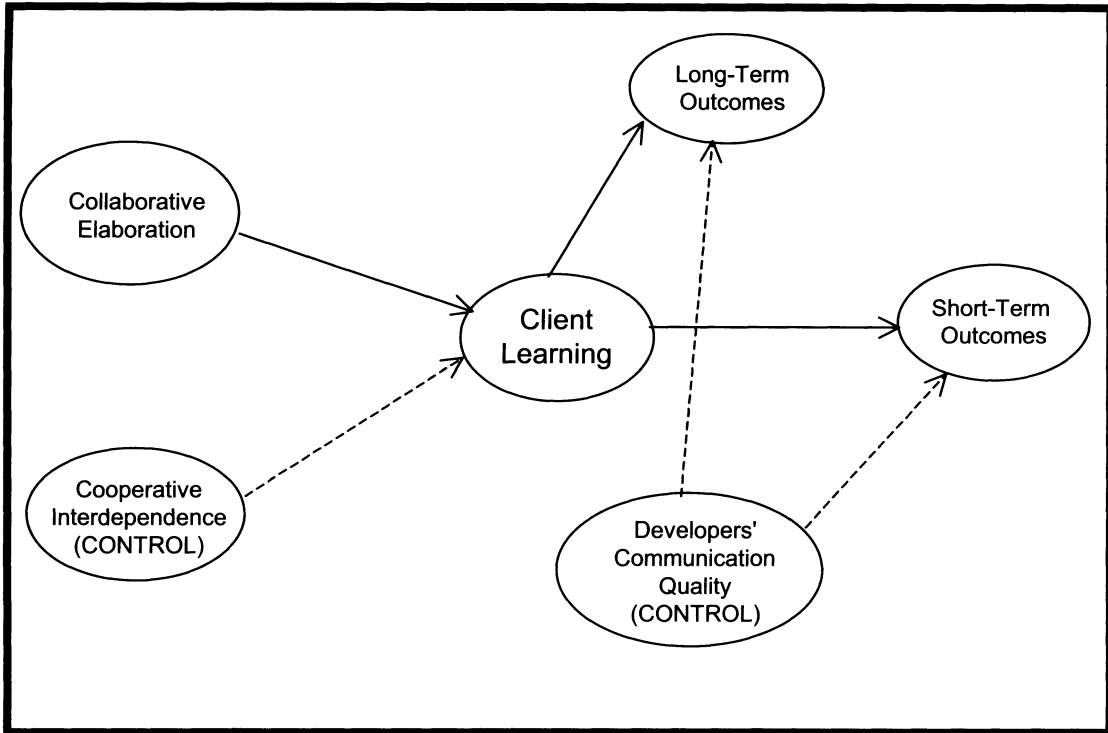 Long-Term
Outcomes
Collaborative
Elaboration
Client
Learning
Short-Term
Outcomes
Cooperative
Interdependence
(CONTROL)
Developers'
Communication
Quality
(CONTROL)